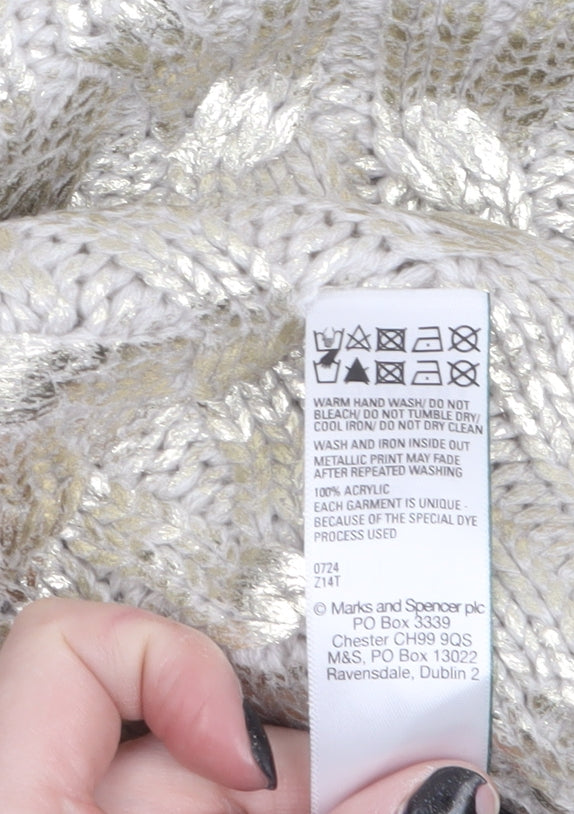 WARM HAND WASH/ DO NOT
BLEACH/ DO NOT TUMBLE DRY/
COOL IRON/ DO NOT DRY CLEAN
WASH AND IRON INSIDE OUT
METALLIC PRINT MAY FADE
AFTER REPEATED WASHING
100% ACRYLIC
EACH GARMENT IS UNIQUE -
BECAUSE OF THE SPECIAL DYE
PROCESS USED
0724
Z14T
© Marks and Spencer plc
PO Box 3339
Chester CH99 9QS
M&S, PO Box 13022
Ravensdale, Dublin 2